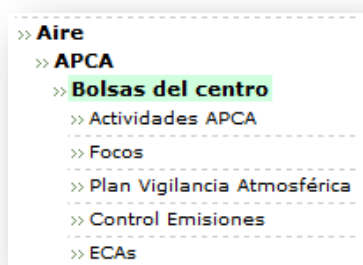 » Aire
» APCA
» Bolsas del centro
» Actividades APCA
» Focos
» Plan Vigilancia Atmosférica
» Control Emisiones
» ECAs